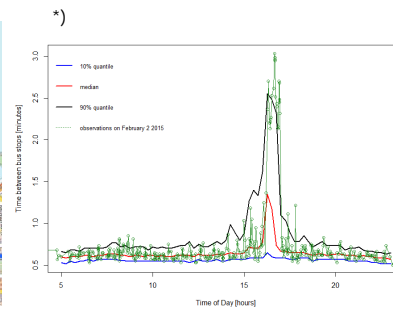 *)
10% quantile
median
90% quantile
observations on February 2 2015
Time between bus stops [minutes]
0.5
1.0
1.5
2.0
2.5
3.0
5
10
15
20
Time of Day [hours]